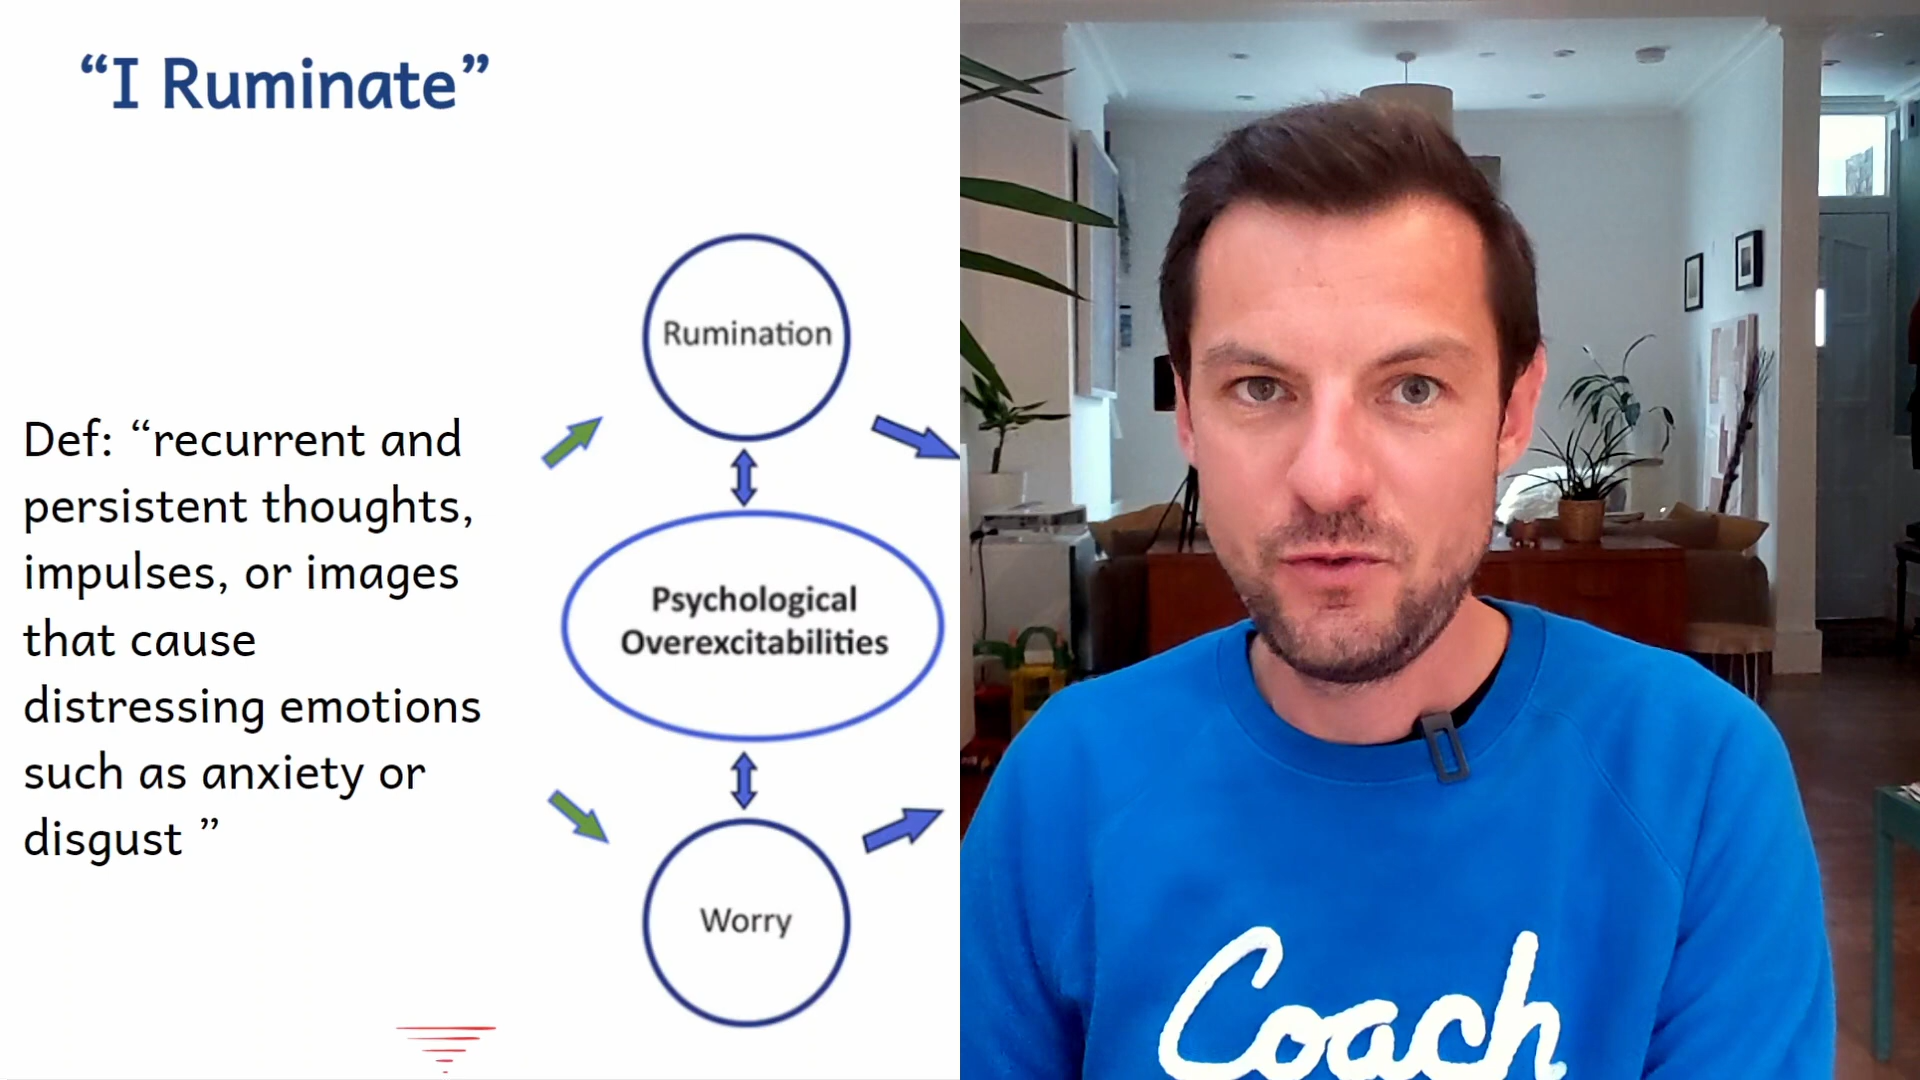 “I Ruminate”
Rumination
Def: “recurrent and
persistent thoughts,
impulses, or images
that cause
distressing emotions
such as anxiety or
disgust ”
Psychological
Overexcitabilities
Worry
Coach